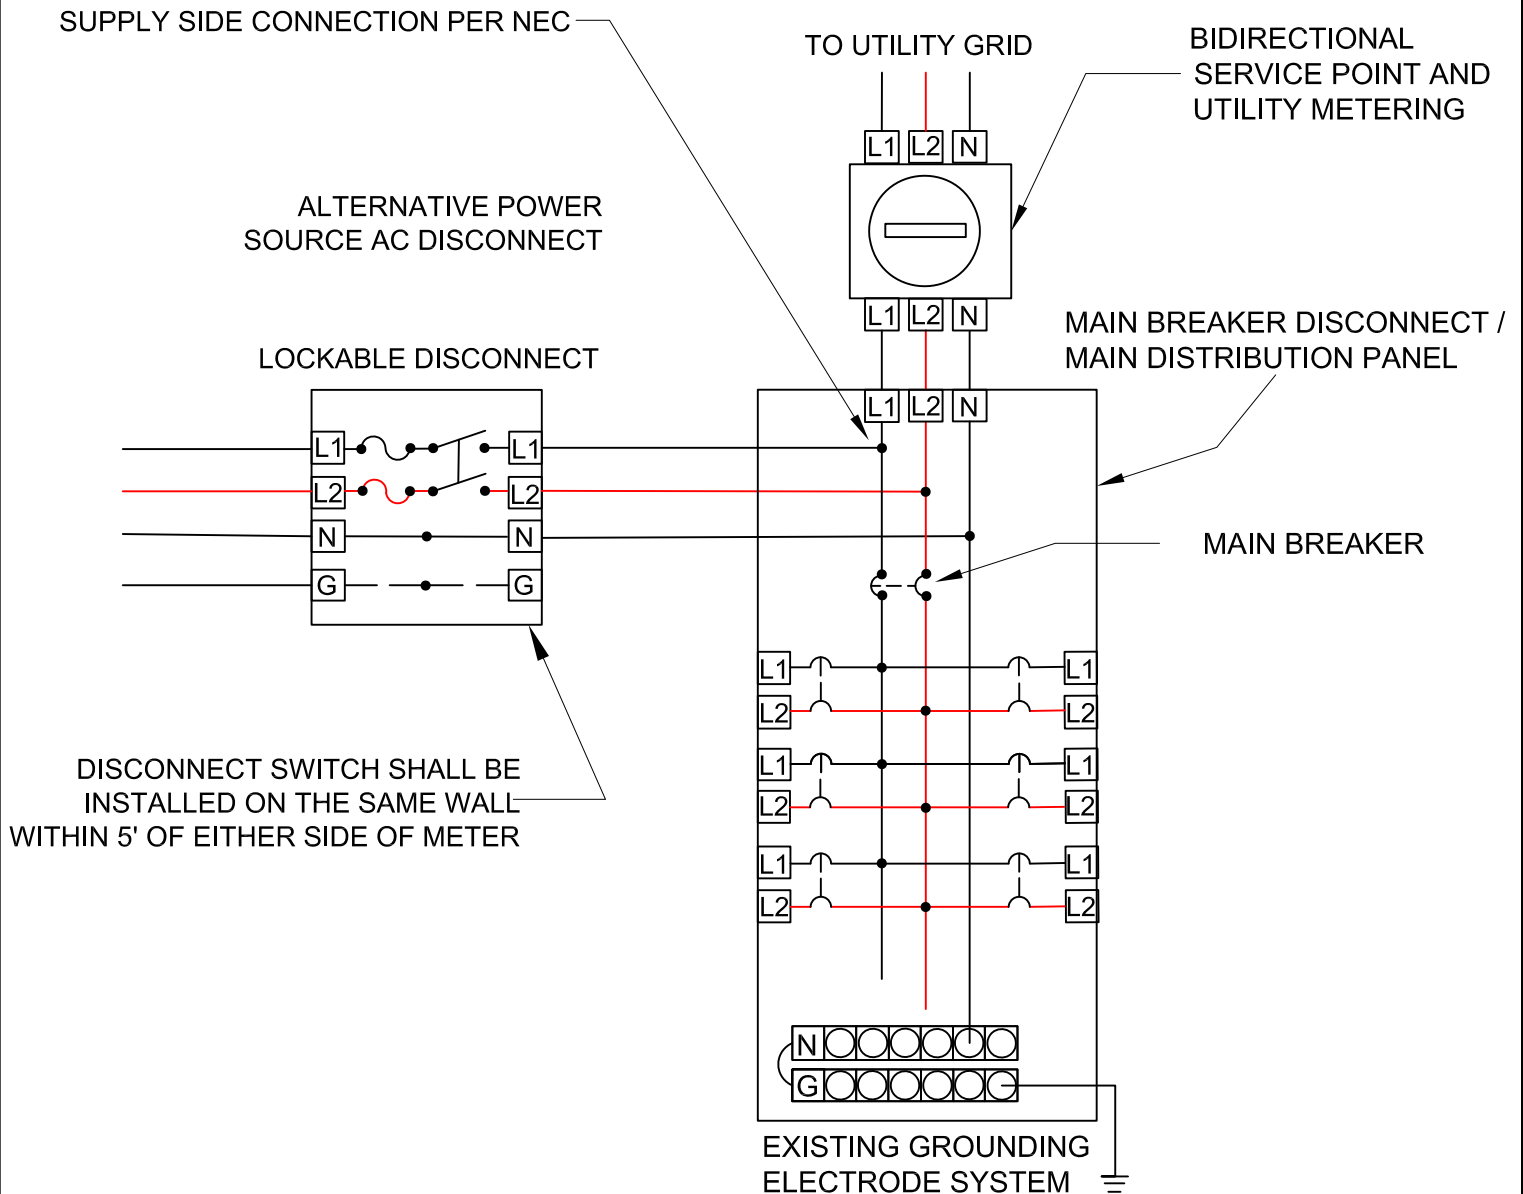 SUPPLY SIDE CONNECTION PER NEC
TO UTILITY GRID
BIDIRECTIONAL
SERVICE POINT AND
UTILITY METERING
L1 L2 N
ALTERNATIVE POWER
SOURCE AC DISCONNECT
L1 L2 N
MAIN BREAKER DISCONNECT /
MAIN DISTRIBUTION PANEL
LOCKABLE DISCONNECT
L1 L2 N
L1 L1
L2 L2
N N
G G
MAIN BREAKER
L1 L1
L2 L2
L1 L1
L2 L2
L1 L1
L2 L2
DISCONNECT SWITCH SHALL BE
INSTALLED ON THE SAME WALL
WITHIN 5' OF EITHER SIDE OF METER
N
G
EXISTING GROUNDING
ELECTRODE SYSTEM